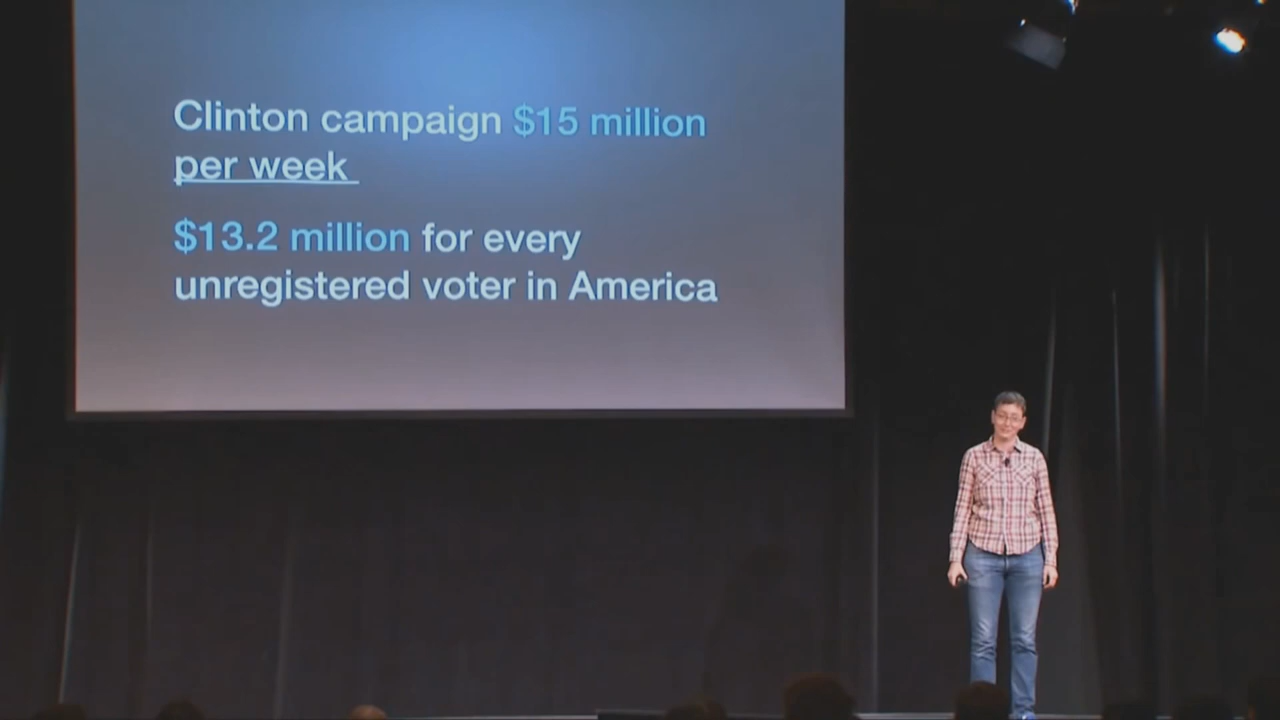 Clinton campaign $15 million
per week
$13.2 million for every
unregistered voter in America